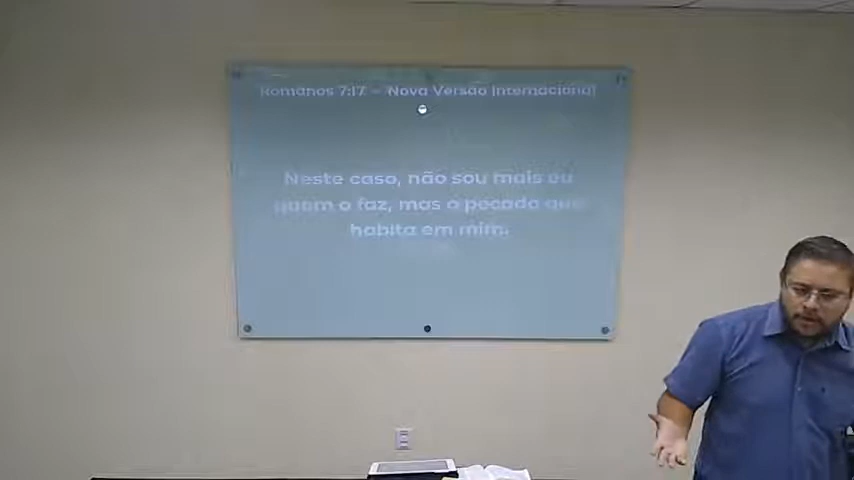 Romanos 7:17 - Nova Versão Internacional
Neste caso, não sou mais eu
quem o faz, mas o pecado que
habita em mim.